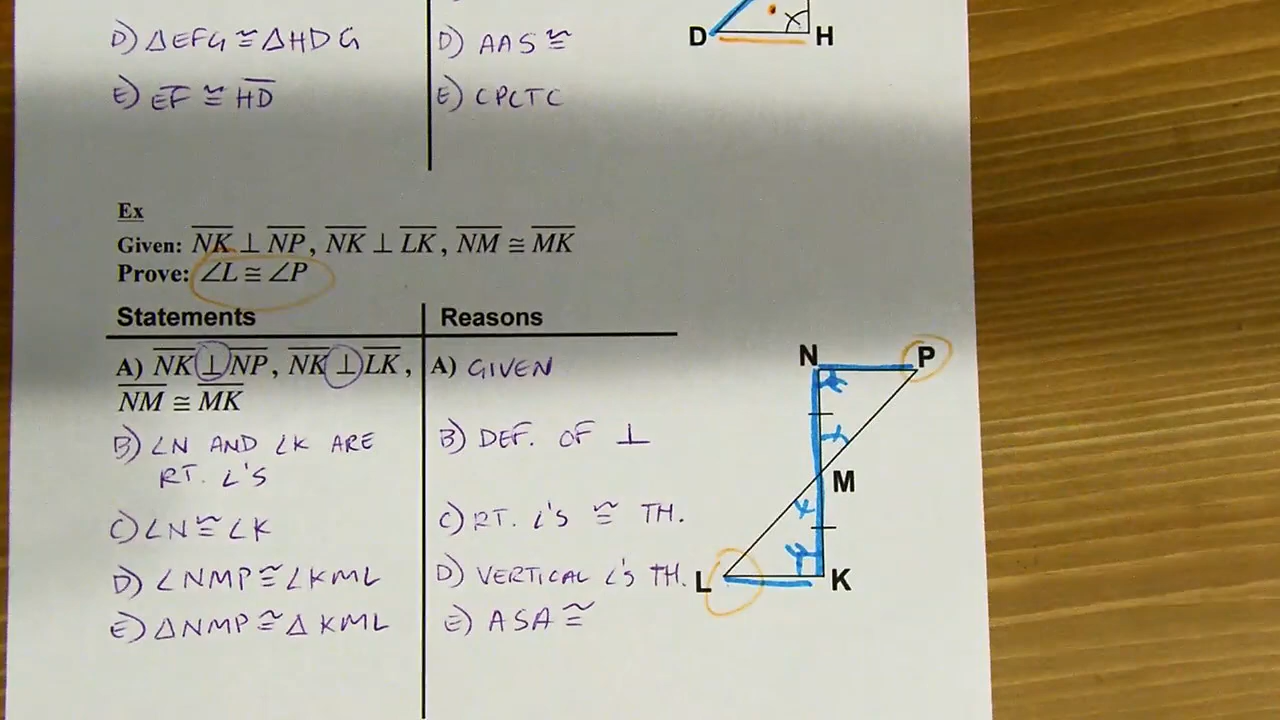 D) △EFG ≅ △HDG D) AAS ≅
E) EF ≅ HD E) CPCTC
D H
Ex
Given: NK ⊥ NP, NK ⊥ LK, NM ≅ MK
Prove: ∠L ≅ ∠P
Statements Reasons
A) NK ⊥ NP, NK ⊥ LK, A) GIVEN
NM ≅ MK
B) ∠N AND ∠K ARE B) DEF. OF ⊥
RT. ∠'S
C) ∠N ≅ ∠K C) RT. ∠'S ≅ TH.
D) ∠NMP ≅ ∠KML D) VERTICAL ∠'S TH.
E) △NMP ≅ △KML E) ASA ≅
N P
M
L K